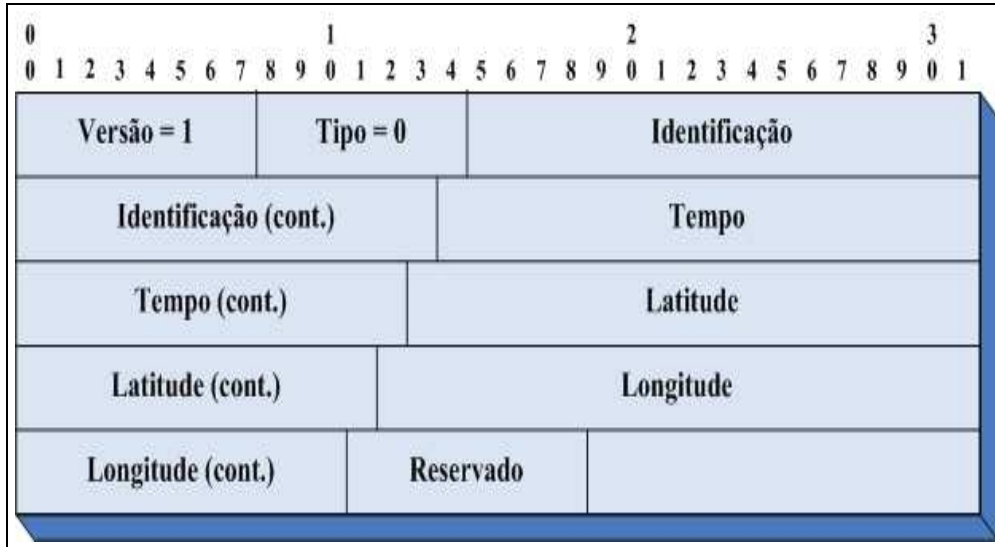 0 1 2 3
0 1 2 3 4 5 6 7 8 9 0 1 2 3 4 5 6 7 8 9 0 1 2 3 4 5 6 7 8 9 0 1
Versão = 1 Tipo = 0 Identificação
Identificação (cont.) Tempo
Tempo (cont.) Latitude
Latitude (cont.) Longitude
Longitude (cont.) Reservado